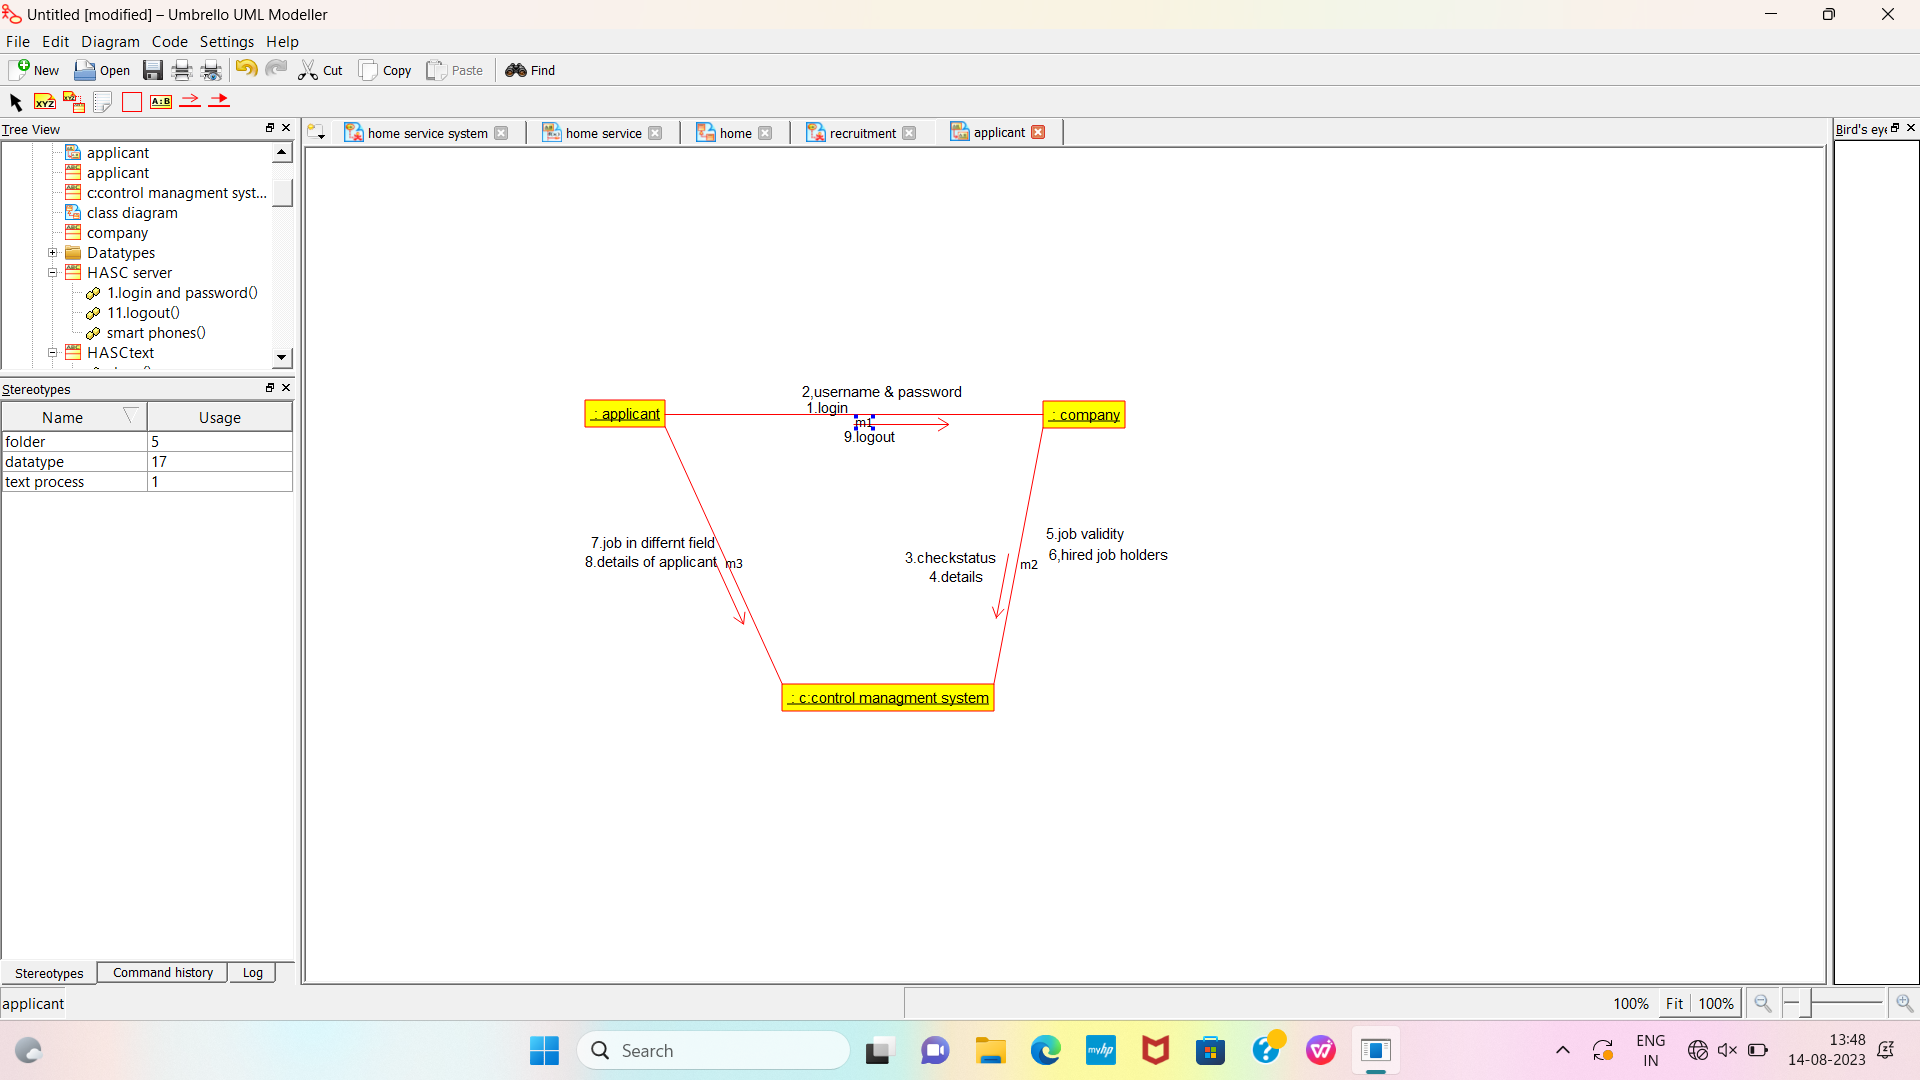 Untitled [modified] – Umbrello UML Modeller
File Edit Diagram Code Settings Help
New Open Cut Copy Paste Find
XYZ A:B
Tree View
applicant
applicant
c:control managment syst...
class diagram
company
Datatypes
HASC server
1.login and password()
11.logout()
smart phones()
HASCtext
Stereotypes
Name Usage
folder 5
datatype 17
text process 1
Stereotypes Command history Log
home service system home service home recruitment applicant
Bird's eye
2,username & password
1.login
: applicant
: company
m1
9.logout
7.job in differnt field
8.details of applicant m3
3.checkstatus
4.details
m2
5.job validity
6,hired job holders
: c:control managment system
applicant
100% Fit 100%
Search
myhp
ENG
IN
13:48
14-08-2023